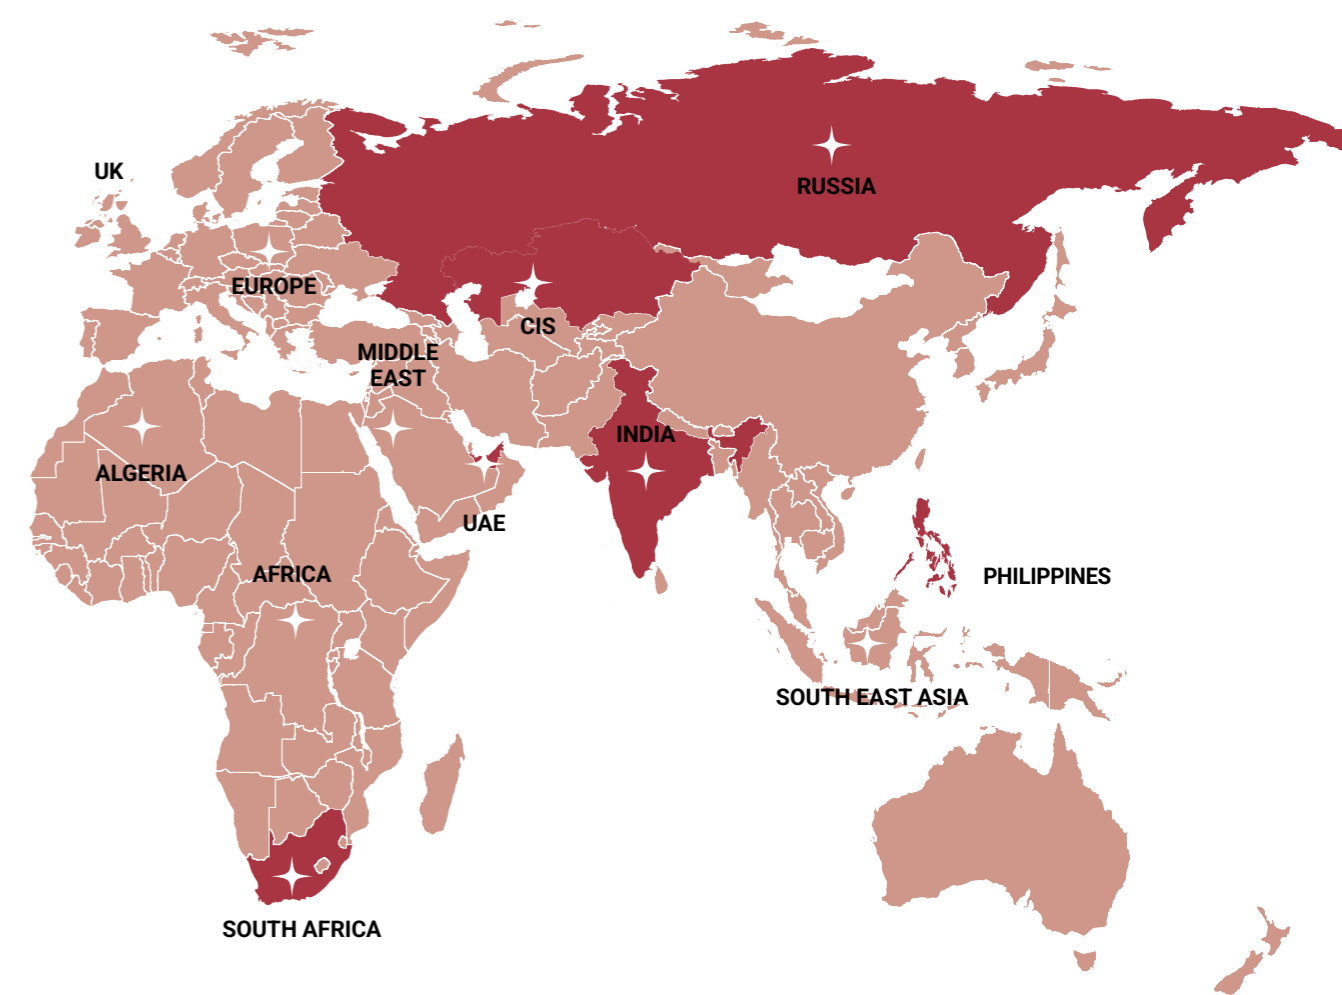 UK
RUSSIA
EUROPE
CIS
MIDDLE
EAST
INDIA
ALGERIA
UAE
AFRICA
PHILIPPINES
SOUTH EAST ASIA
SOUTH AFRICA